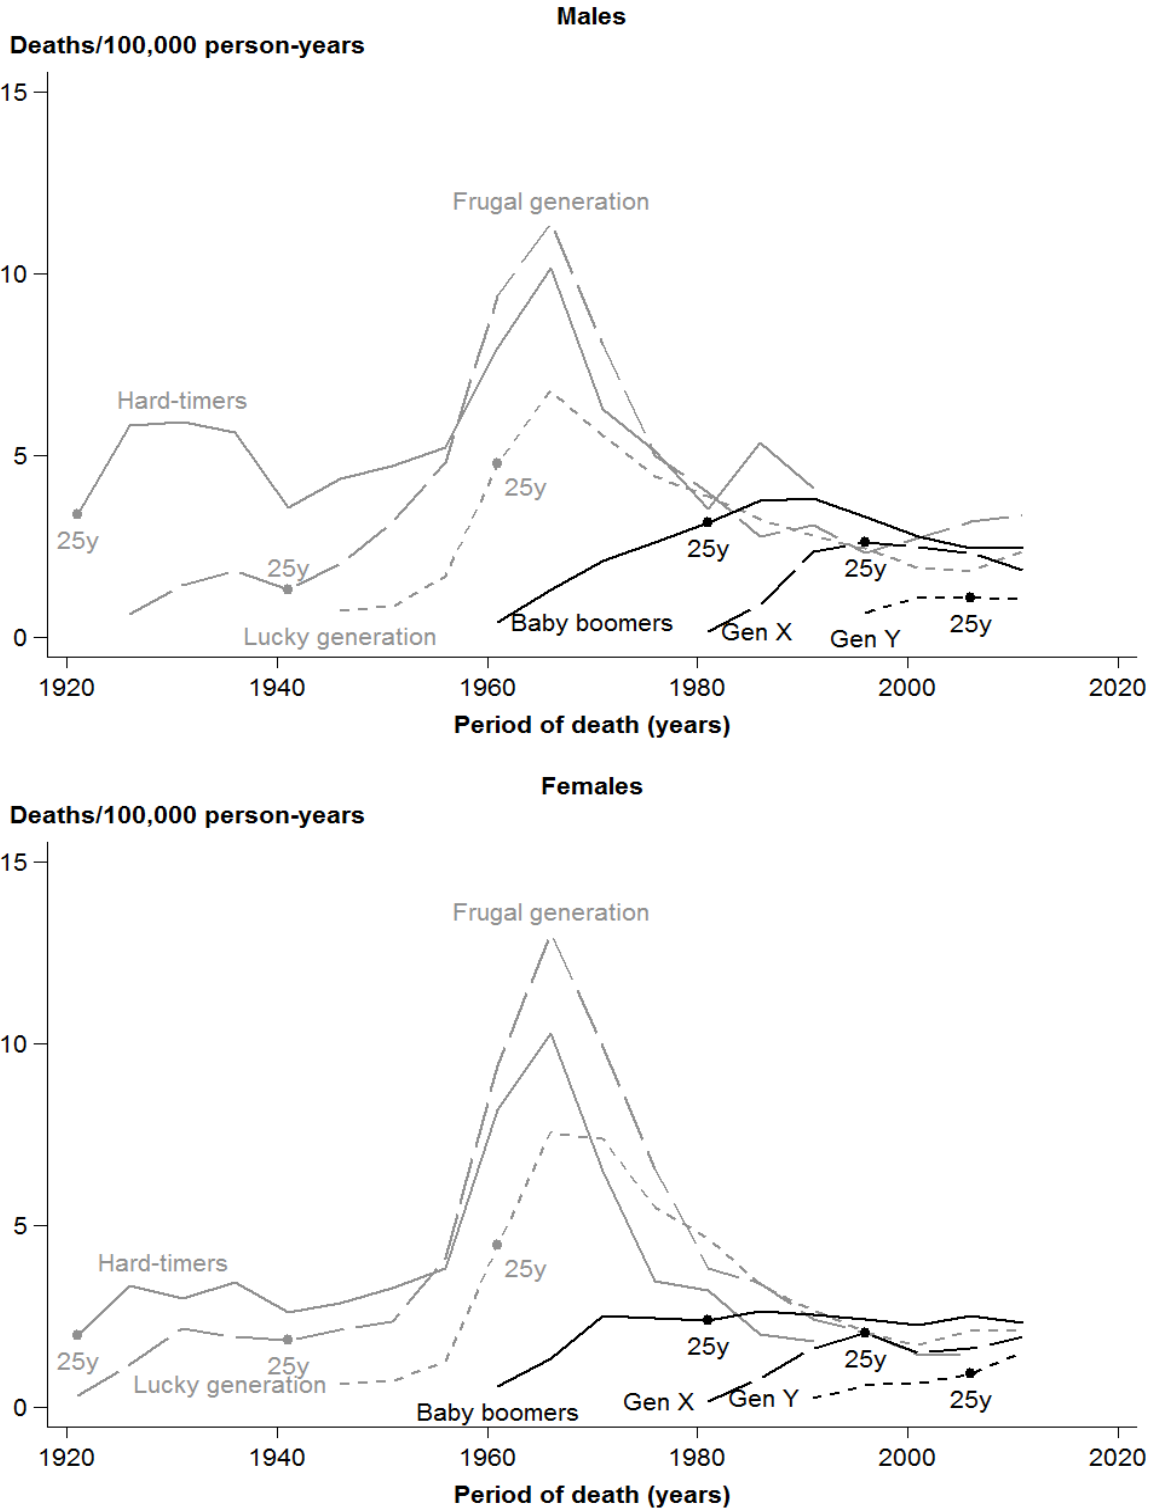 Males
Deaths/100,000 person-years
15
Frugal generation
10
Hard-timers
5
25y
25y
25y
25y
25y
Baby boomers
Gen X
25y
Lucky generation
Gen Y
0
1920 1940 1960 1980 2000 2020
Period of death (years)
Females
Deaths/100,000 person-years
15
Frugal generation
10
5
Hard-timers
25y
25y
25y
25y
25y
Lucky generation
Gen X
Gen Y
25y
0
Baby boomers
1920 1940 1960 1980 2000 2020
Period of death (years)